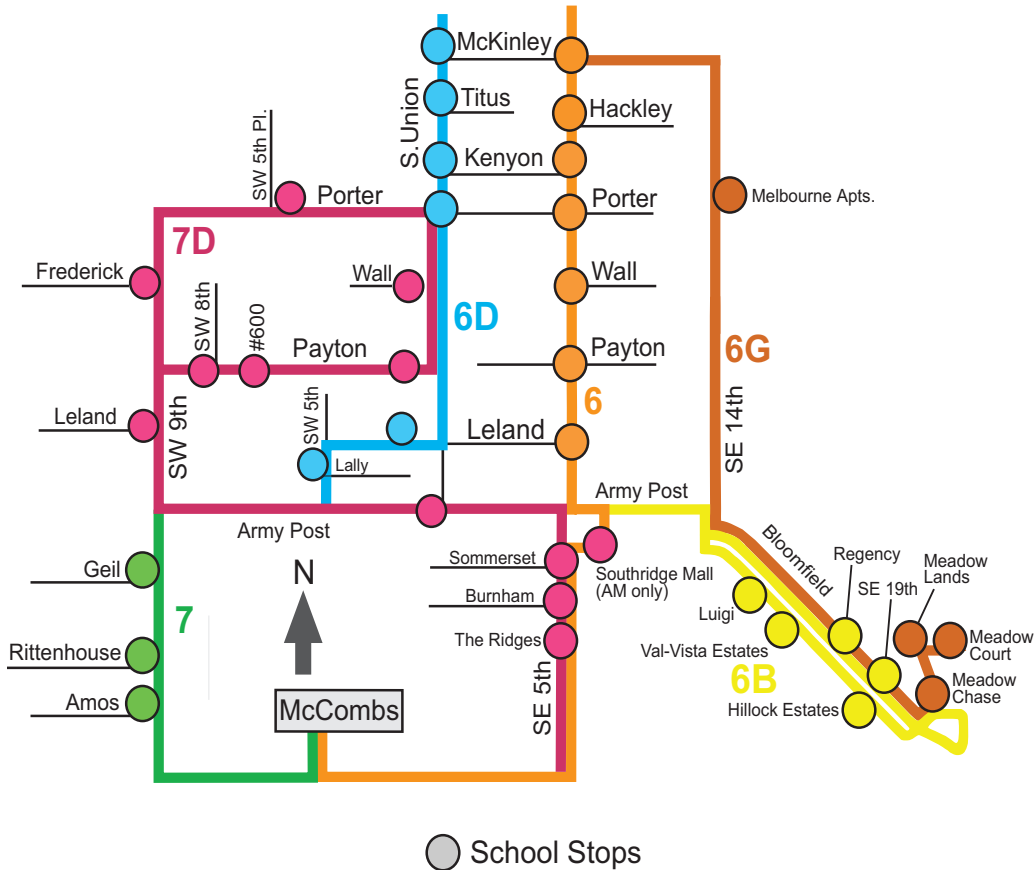 McKinley
S. Union
Titus
Hackley
SW 5th Pl.
Kenyon
Porter
Porter
Melbourne Apts.
7D
Frederick
Wall
Wall
SW 8th
#600
6D
Payton
Payton
6G
6
SE 14th
Leland
SW 9th
SW 5th
Leland
Lally
Army Post
Army Post
Bloomfield
Geil
N
Sommerset
Southridge Mall
(AM only)
Regency
SE 19th
Meadow
Lands
Burnham
Luigi
7
The Ridges
Val-Vista Estates
Meadow
Court
Rittenhouse
6B
Meadow
Chase
Amos
McCombs
SE 5th
Hillock Estates
School Stops